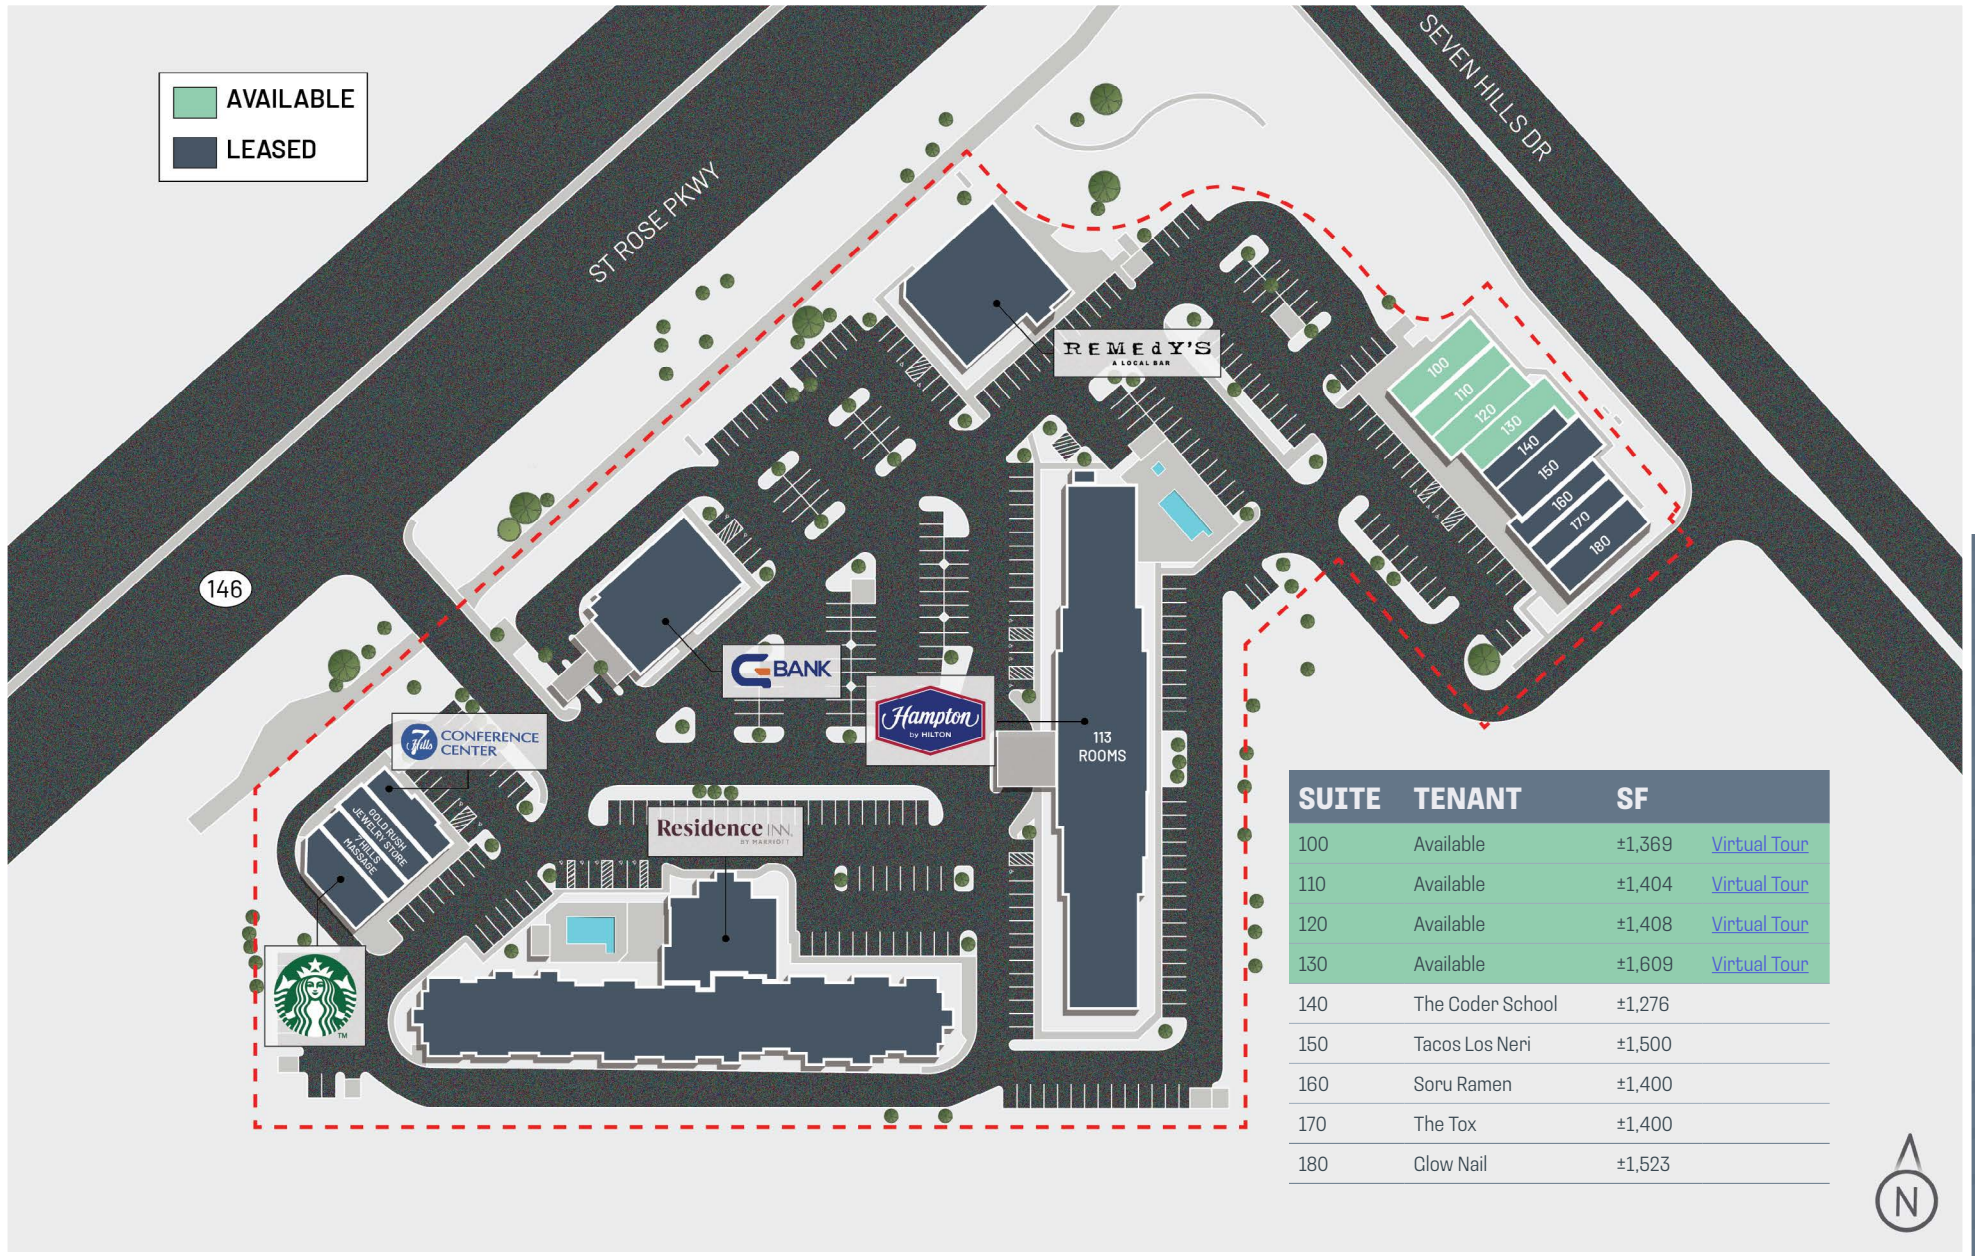 AVAILABLE
LEASED
ST ROSE PKWY
SEVEN HILLS DR
146
REMEdY'S
A LOCAL BAR
100
110
120
130
140
150
160
170
180
G BANK
Hampton
by HILTON
113
ROOMS
7 Hills
CONFERENCE
CENTER
GOLD RUSH
JEWELRY STORE
7 HILLS
MASSAGE
Residence INN.
BY MARRIOTT
TM
SUITE TENANT SF
100 Available ±1,369 Virtual Tour
110 Available ±1,404 Virtual Tour
120 Available ±1,408 Virtual Tour
130 Available ±1,609 Virtual Tour
140 The Coder School ±1,276
150 Tacos Los Neri ±1,500
160 Soru Ramen ±1,400
170 The Tox ±1,400
180 Glow Nail ±1,523
N